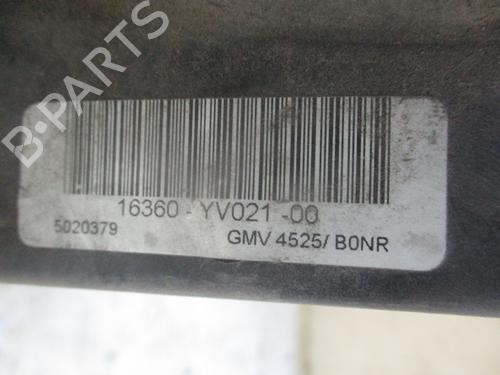 B-PARTS
16360 - YV021 -00
5020379
GMV 4525/ B0NR